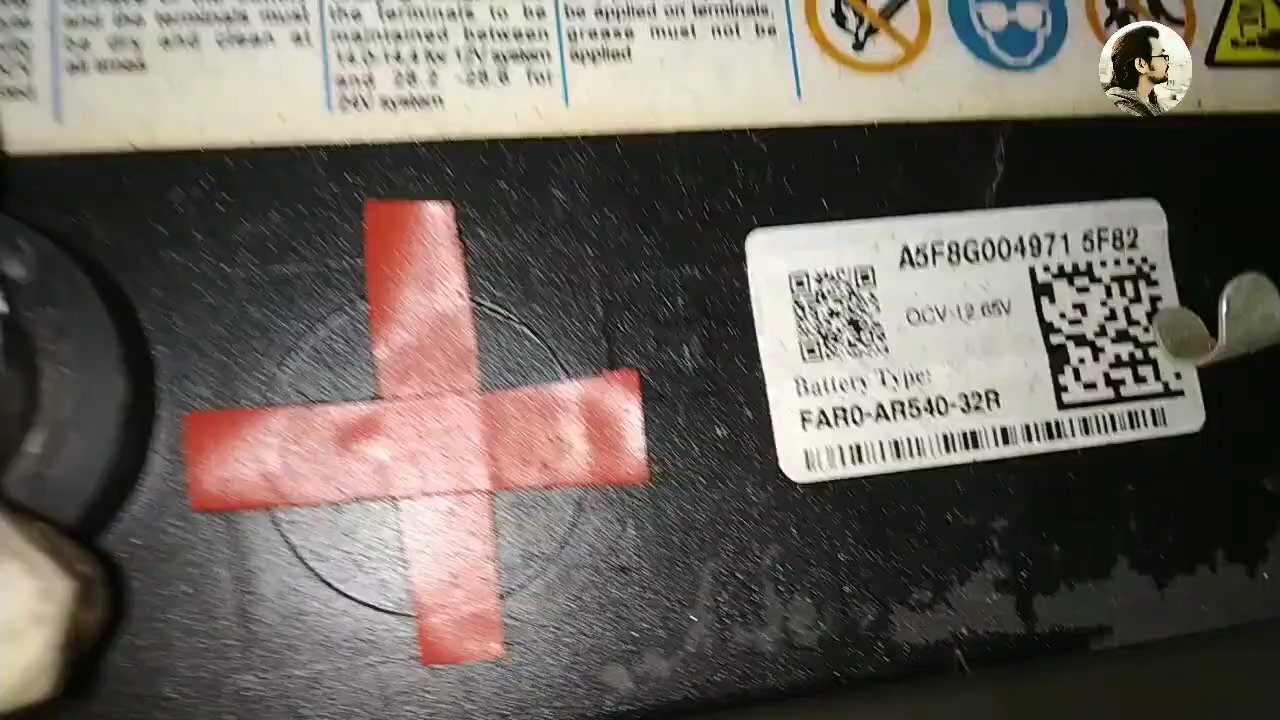 and the terminals must
be dry and clean at
all times
the terminals to be
maintained between
14.0-14.4 for 12V system
and 28.2 -28.8 for
24V system
be applied on terminals,
grease must not be
applied
A5F8G004971 5F82
OCV-12.65V
Battery Type:
FAR0-AR540-32R